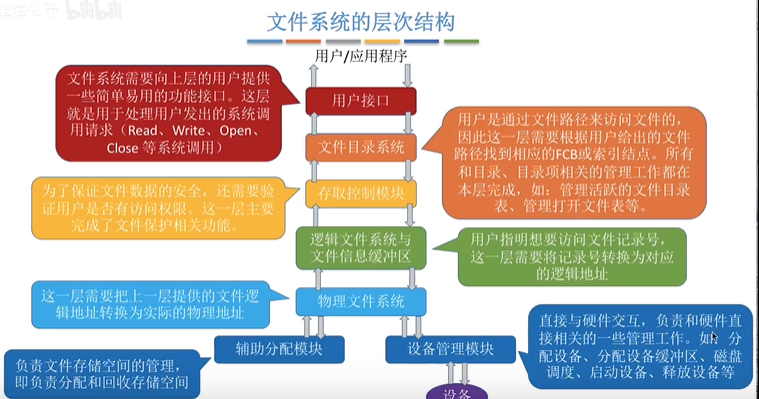 文件系统的层次结构
用户/应用程序
文件系统需要向上层的用户提供
一些简单易用的功能接口。这层
就是用于处理用户发出的系统调
用请求（Read、Write、Open、
Close 等系统调用）
用户接口
用户是通过文件路径来访问文件的，
因此这一层需要根据用户给出的文件
路径找到相应的FCB或索引结点。所有
和目录、目录项相关的管理工作都在
本层完成，如：管理活跃的文件目录
表、管理打开文件表等。
文件目录系统
为了保证文件数据的安全，还需要验
证用户是否有访问权限。这一层主要
完成了文件保护相关功能。
存取控制模块
逻辑文件系统与
文件信息缓冲区
用户指明想要访问文件记录号，
这一层需要将记录号转换为对应
的逻辑地址
这一层需要把上一层提供的文件逻
辑地址转换为实际的物理地址
物理文件系统
直接与硬件交互，负责和硬件直
接相关的一些管理工作。如：分
配设备、分配设备缓冲区、磁盘
调度、启动设备、释放设备等
辅助分配模块
设备管理模块
负责文件存储空间的管理，
即负责分配和回收存储空间
设备